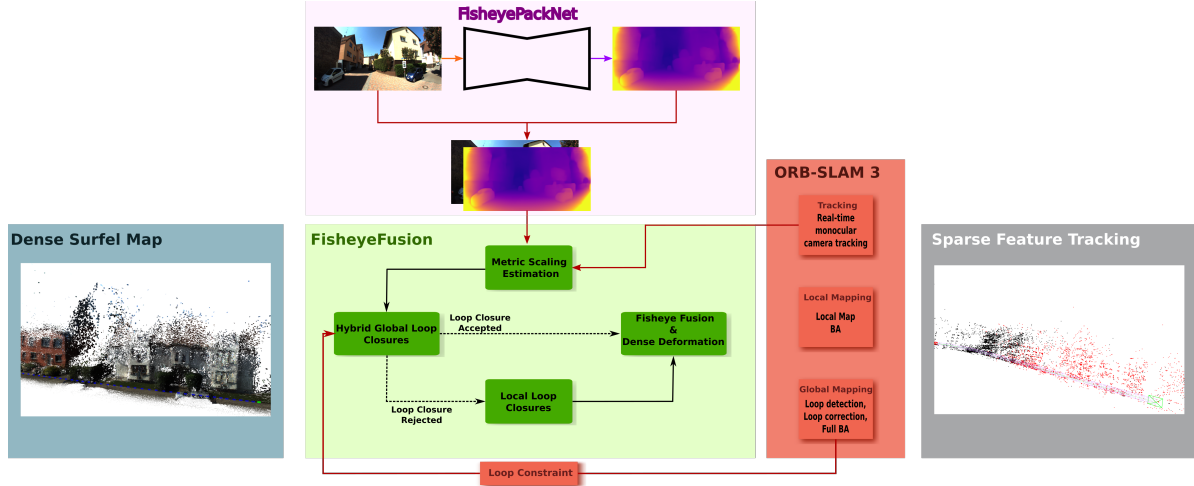 FisheyePackNet
ORB-SLAM 3
Tracking
Real-time
monocular
camera tracking
Dense Surfel Map
FisheyeFusion
Sparse Feature Tracking
Metric Scaling
Estimation
Local Mapping
Local Map
BA
Hybrid Global Loop
Closures
Loop Closure
Accepted
Fisheye Fusion
&
Dense Deformation
Loop Closure
Rejected
Local Loop
Closures
Global Mapping
Loop detection,
Loop correction,
Full BA
Loop Constraint